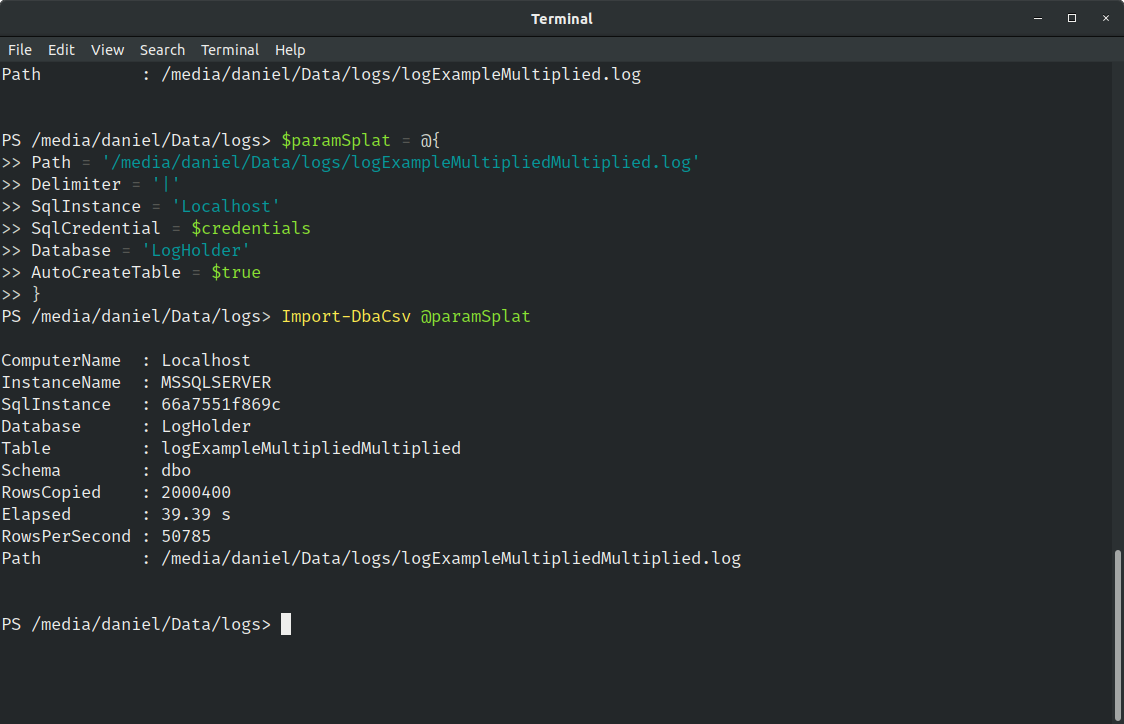 Terminal
File Edit View Search Terminal Help
Path          : /media/daniel/Data/logs/logExampleMultiplied.log
PS /media/daniel/Data/logs> $paramSplat = @{
>> Path = '/media/daniel/Data/logs/logExampleMultipliedMultiplied.log'
>> Delimiter = '|'
>> SqlInstance = 'Localhost'
>> SqlCredential = $credentials
>> Database = 'LogHolder'
>> AutoCreateTable = $true
>> }
PS /media/daniel/Data/logs> Import-DbaCsv @paramSplat
ComputerName  : Localhost
InstanceName  : MSSQLSERVER
SqlInstance   : 66a7551f869c
Database      : LogHolder
Table         : logExampleMultipliedMultiplied
Schema        : dbo
RowsCopied    : 2000400
Elapsed       : 39.39 s
RowsPerSecond : 50785
Path          : /media/daniel/Data/logs/logExampleMultipliedMultiplied.log
PS /media/daniel/Data/logs>